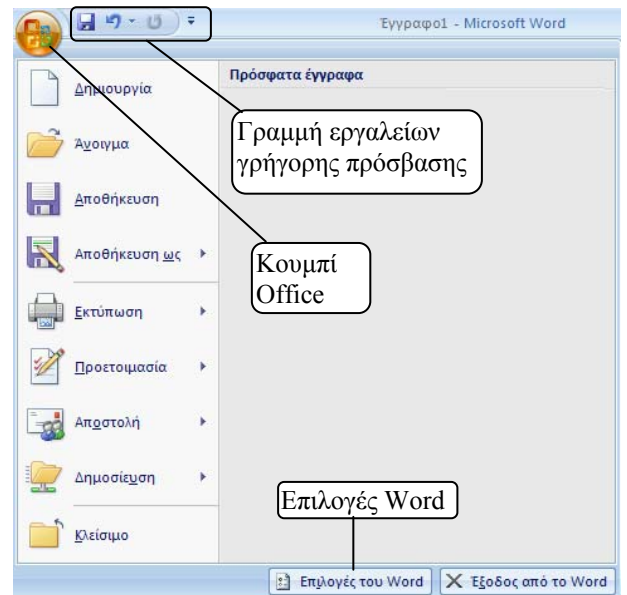 Έγγραφο1 - Microsoft Word
Πρόσφατα έγγραφα
Δημιουργία
Άνοιγμα
Αποθήκευση
Αποθήκευση ως
Εκτύπωση
Προετοιμασία
Αποστολή
Δημοσίευση
Κλείσιμο
Γραμμή εργαλείων
γρήγορης πρόσβασης
Κουμπί
Office
Επιλογές Word
Επιλογές του Word
Έξοδος από το Word